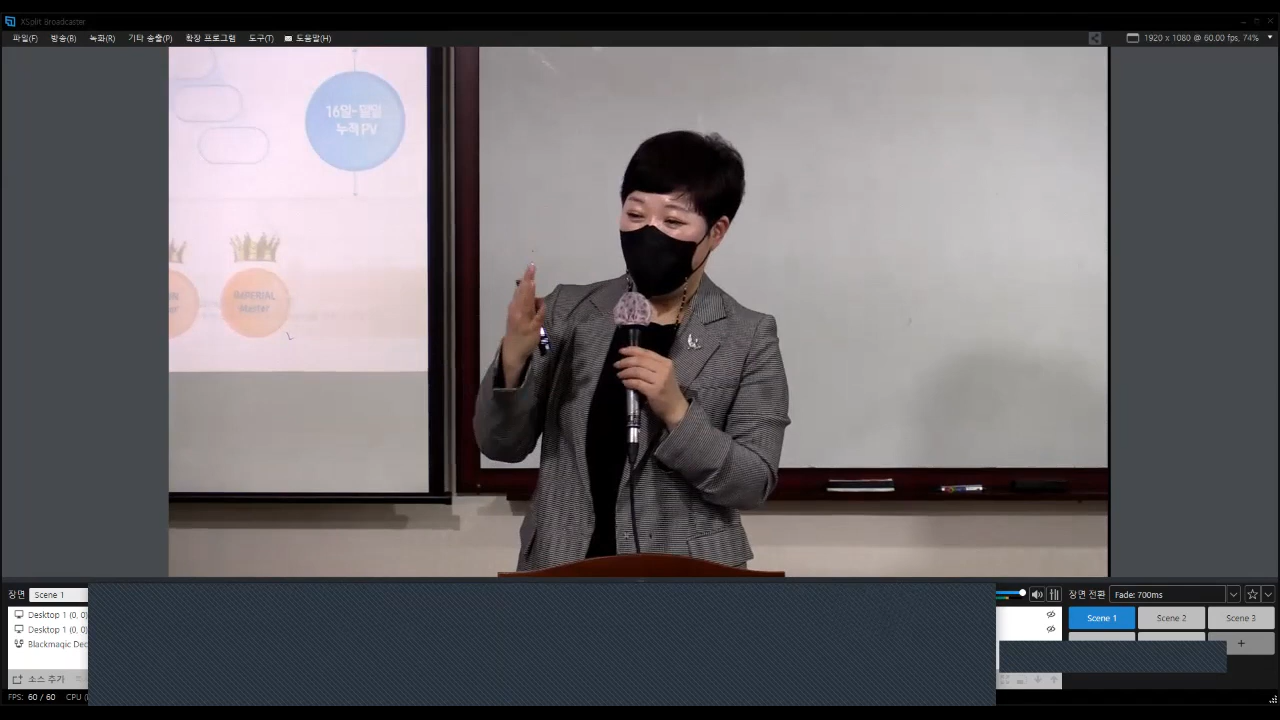 XSplit Broadcaster
파일(F) 방송(B) 녹화(R) 기타 송출(P) 확장 프로그램 도구(T) 도움말(H)
1920 x 1080 @ 60.00 fps, 74%
16일~말일
누적 PV
IMPERIAL
Master
장면 Scene 1
장면 전환 Fade: 700ms
Desktop 1 (0, 0)
Desktop 1 (0, 0)
Blackmagic Dec
Scene 1 Scene 2 Scene 3
소스 추가
FPS: 60 / 60 CPU